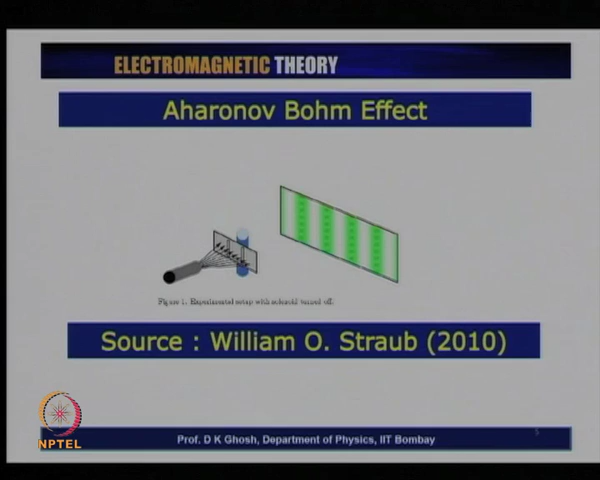 ELECTROMAGNETIC THEORY
Aharonov Bohm Effect
Figure 1. Experimental setup with solenoid turned off.
Source : William O. Straub (2010)
NPTEL
Prof. D K Ghosh, Department of Physics, IIT Bombay
5